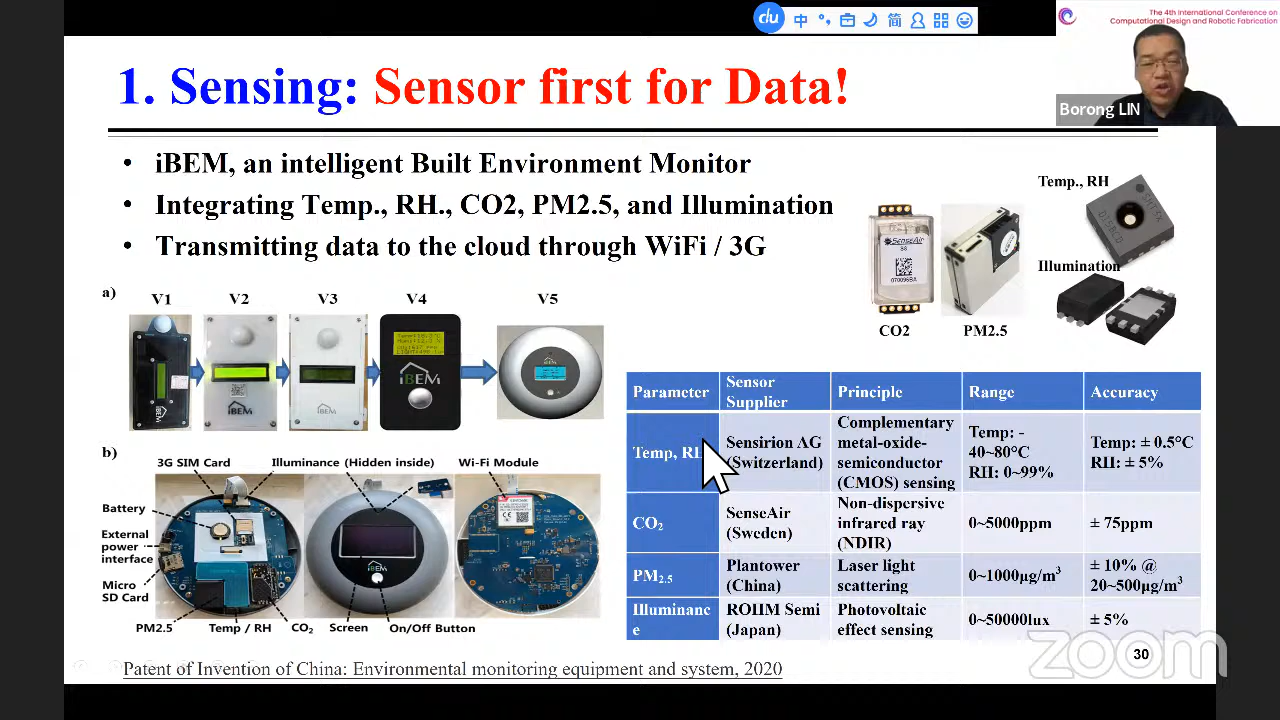 du 中 简
The 4th International Conference on
Computational Design and Robotic Fabrication
Borong LIN
1. Sensing: Sensor first for Data!
• iBEM, an intelligent Built Environment Monitor
• Integrating Temp., RH., CO2, PM2.5, and Illumination
• Transmitting data to the cloud through WiFi / 3G
Temp., RH
Illumination
SenseAir
CO2
PM2.5
a)
V1
V2
V3
V4
V5
iBEM
iBEM
iBEM
b)
3G SIM Card
Illuminance (Hidden inside)
Wi-Fi Module
Battery
External
power
interface
Micro
SD Card
PM2.5
Temp / RH
CO₂
Screen
On/Off Button
iBEM
Parameter
Sensor
Supplier
Principle
Range
Accuracy
Temp, RH
Sensirion AG
(Switzerland)
Complementary
metal-oxide-
semiconductor
(CMOS) sensing
Temp: -
40~80°C
RH: 0~99%
Temp: ± 0.5°C
RH: ± 5%
CO₂
SenseAir
(Sweden)
Non-dispersive
infrared ray
(NDIR)
0~5000ppm
± 75ppm
PM₂.₅
Plantower
(China)
Laser light
scattering
0~1000μg/m³
± 10% @
20~500μg/m³
Illuminanc
e
ROHM Semi
(Japan)
Photovoltaic
effect sensing
0~50000lux
± 5%
30
zoom
Patent of Invention of China: Environmental monitoring equipment and system, 2020